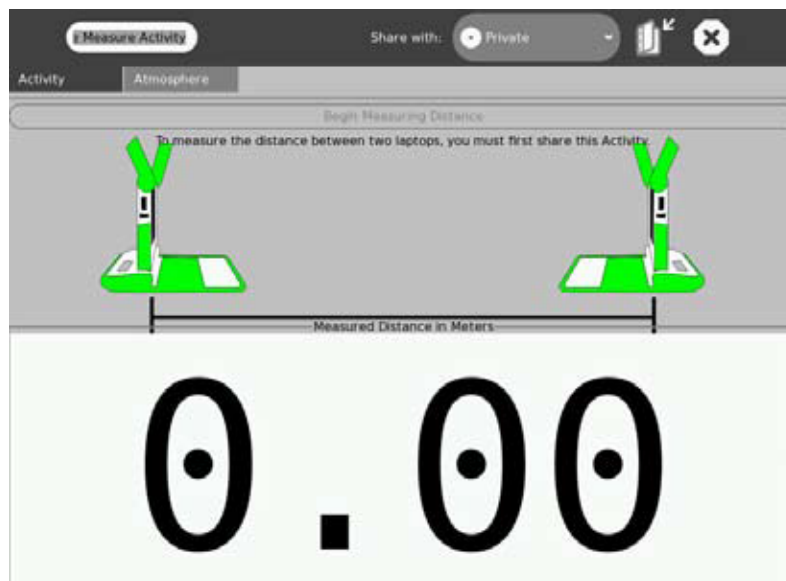 r Measure Activity
Share with:
Private
Activity
Atmosphere
Begin Measuring Distance
To measure the distance between two laptops, you must first share this Activity.
Measured Distance in Meters
0.00